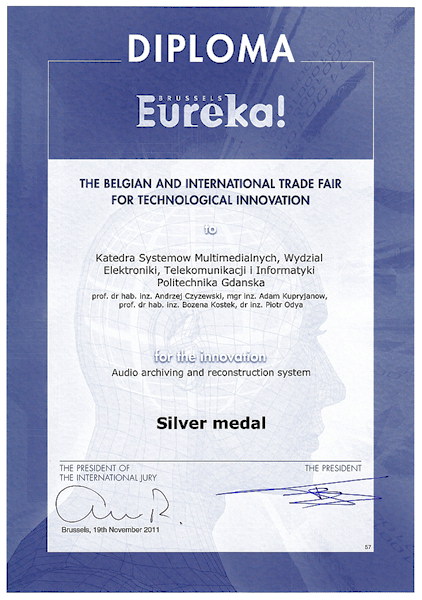 DIPLOMA
BRUSSELS
Eureka!
THE BELGIAN AND INTERNATIONAL TRADE FAIR
FOR TECHNOLOGICAL INNOVATION
to
Katedra Systemow Multimedialnych, Wydzial
Elektroniki, Telekomunikacji i Informatyki
Politechnika Gdanska
prof. dr hab. inz. Andrzej Czyzewski, mgr inz. Adam Kupryjanow,
prof. dr hab. inz. Bozena Kostek, dr inz. Piotr Odya
for the innovation
Audio archiving and reconstruction system
Silver medal
THE PRESIDENT OF
THE INTERNATIONAL JURY
THE PRESIDENT
Brussels, 19th November 2011
57